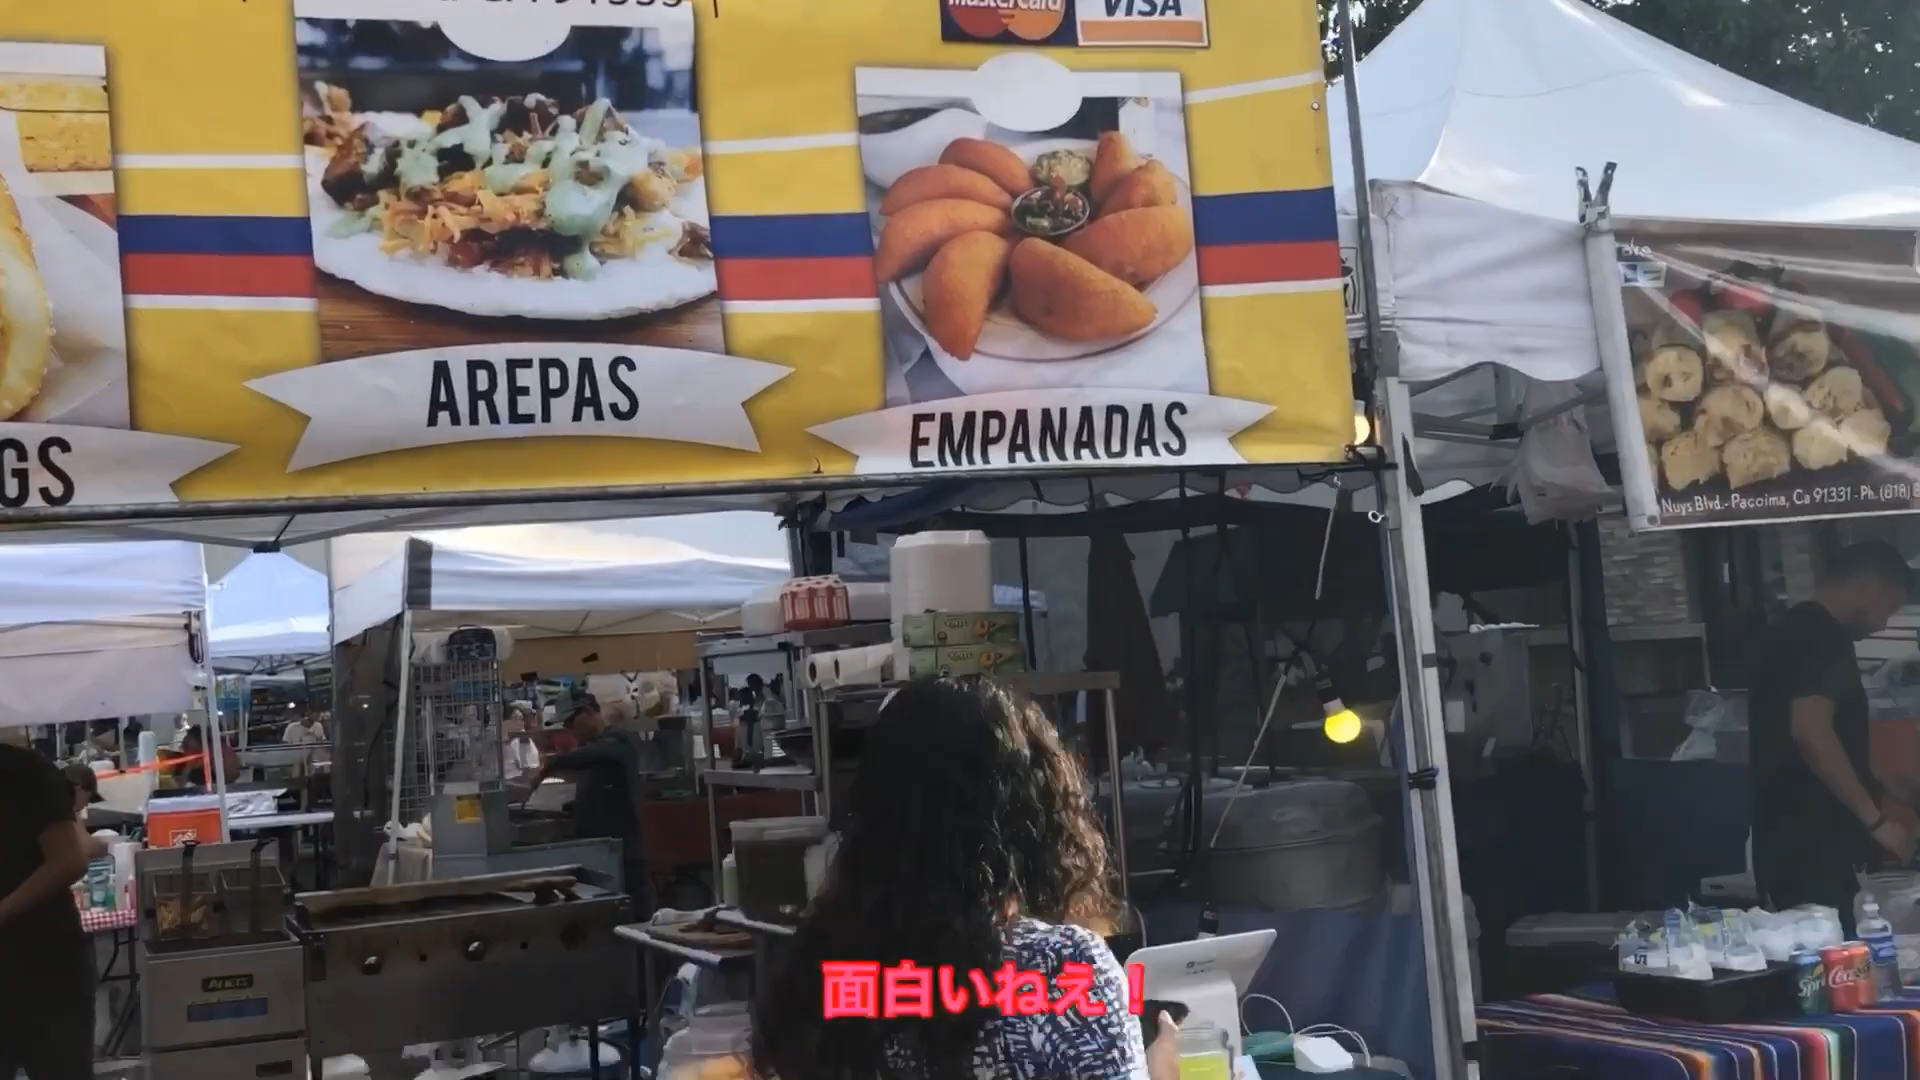 MasterCard
VISA
AREPAS
EMPANADAS
GS
Nuys Blvd.- Pacoima, Ca 91331 - Ph. (818)
面白いねえ！